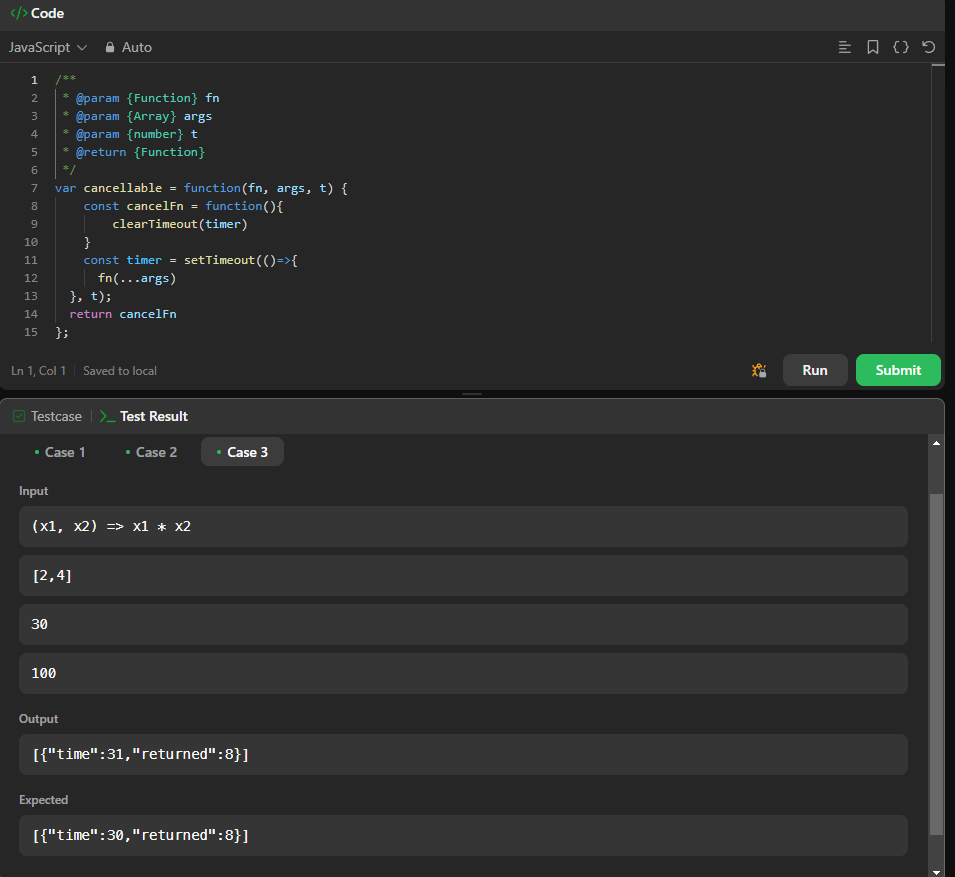 </> Code
JavaScript Auto
1 /**
2 * @param {Function} fn
3 * @param {Array} args
4 * @param {number} t
5 * @return {Function}
6 */
7 var cancellable = function(fn, args, t) {
8 const cancelFn = function(){
9 clearTimeout(timer)
10 }
11 const timer = setTimeout(()=>{
12 fn(...args)
13 }, t);
14 return cancelFn
15 };
Ln 1, Col 1 | Saved to local
Run Submit
Testcase | >_ Test Result
• Case 1 • Case 2 • Case 3
Input
(x1, x2) => x1 * x2
[2,4]
30
100
Output
[{"time":31,"returned":8}]
Expected
[{"time":30,"returned":8}]